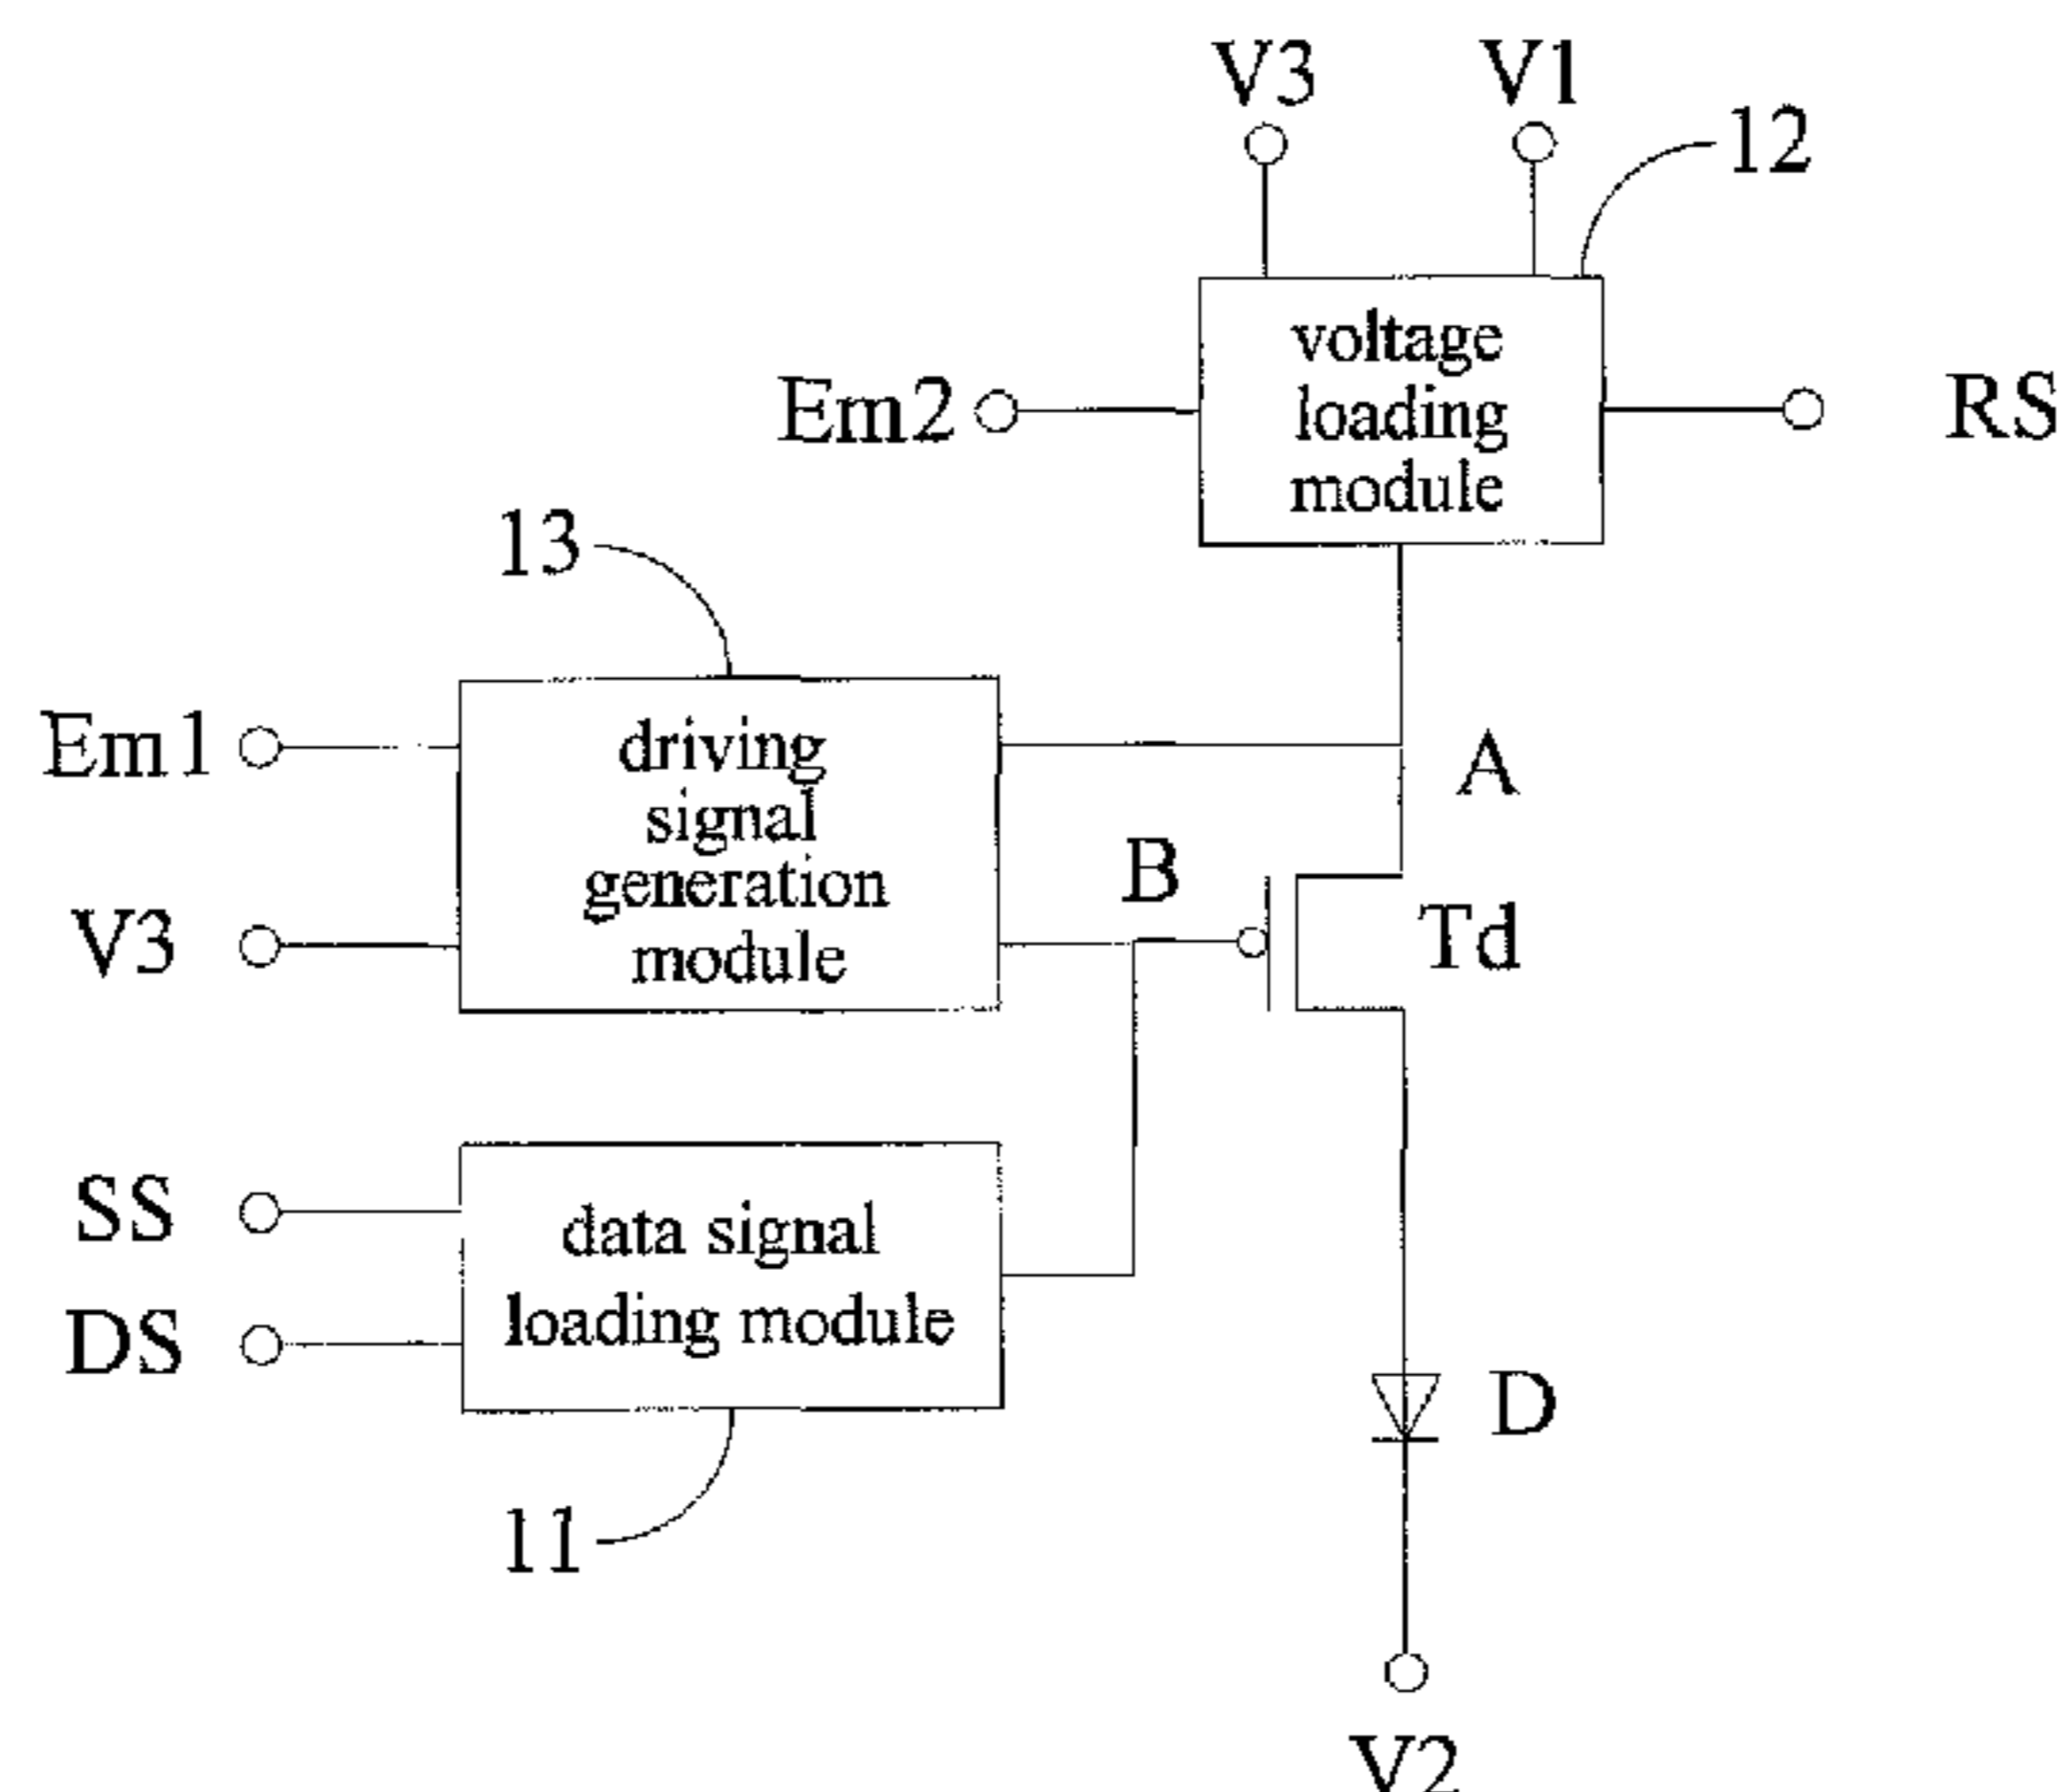 V3
V1
12
voltage
loading
module
Em2
RS
13
Em1
driving
signal
generation
module
A
B
V3
Td
SS
DS
data signal
loading module
D
11
V2